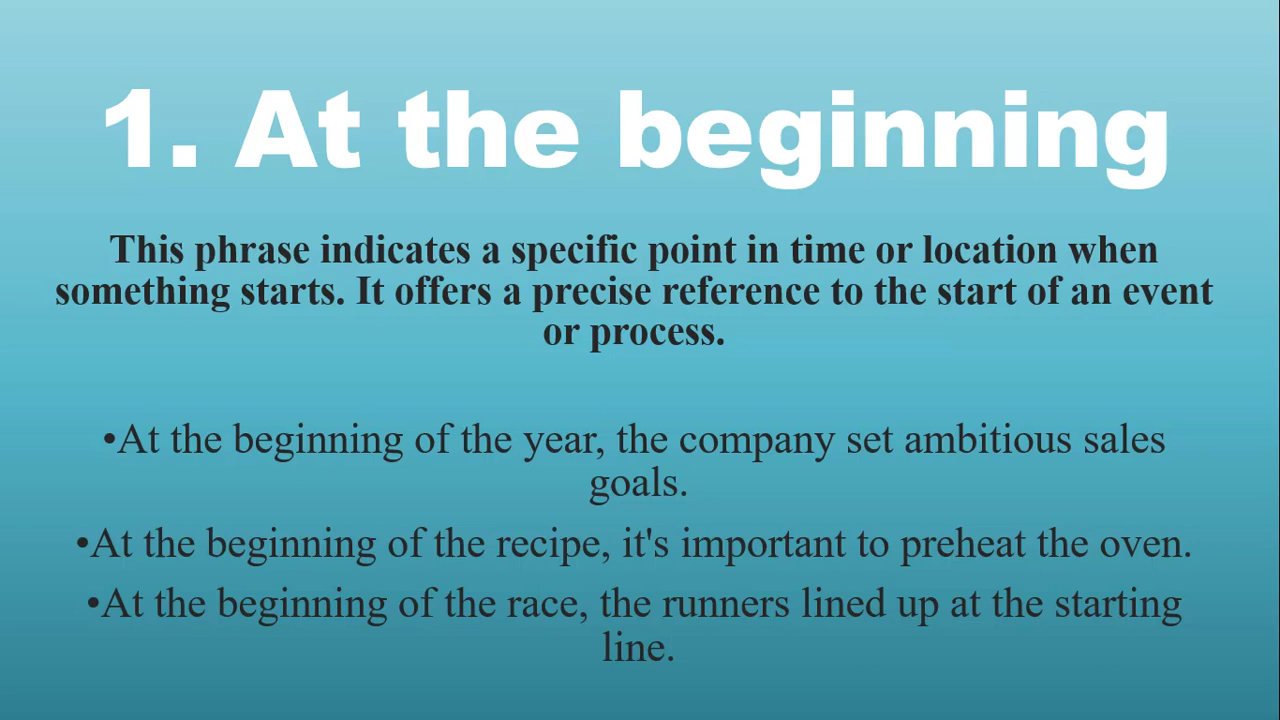 1. At the beginning
This phrase indicates a specific point in time or location when
something starts. It offers a precise reference to the start of an event
or process.
•At the beginning of the year, the company set ambitious sales
goals.
•At the beginning of the recipe, it's important to preheat the oven.
•At the beginning of the race, the runners lined up at the starting
line.